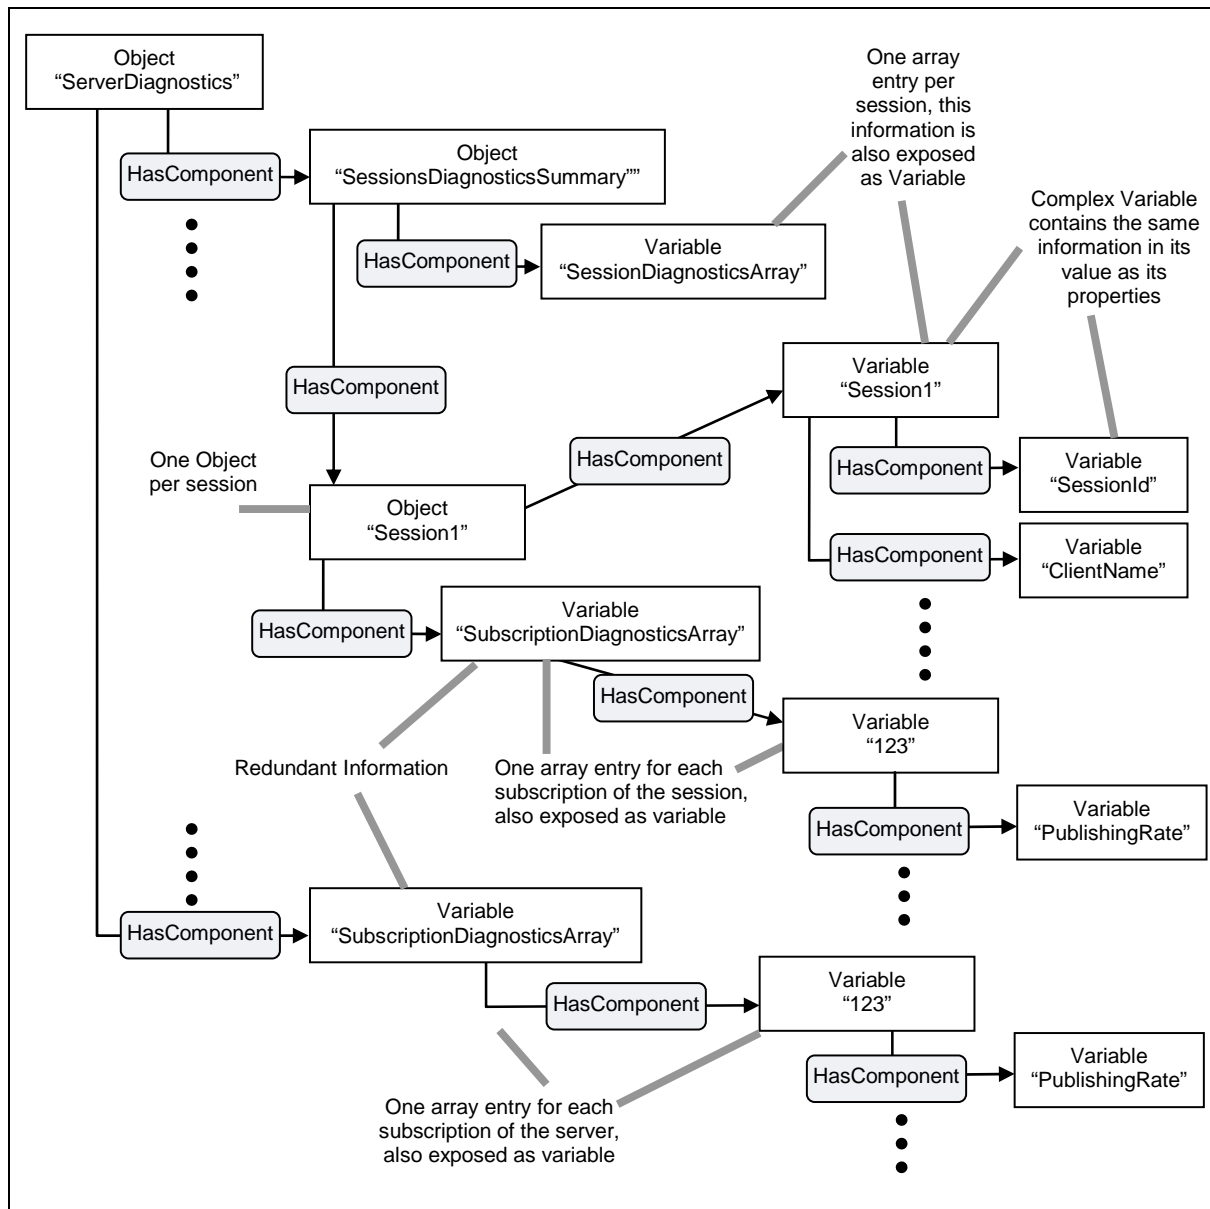 Object
“ServerDiagnostics”
One array
entry per
session, this
information is
also exposed
as Variable
HasComponent
Object
“SessionsDiagnosticsSummary””
Complex Variable
contains the same
information in its
value as its
properties
HasComponent
Variable
“SessionDiagnosticsArray”
HasComponent
Variable
“Session1”
HasComponent
HasComponent
Variable
“SessionId”
One Object
per session
Object
“Session1”
HasComponent
Variable
“ClientName”
HasComponent
Variable
“SubscriptionDiagnosticsArray”
HasComponent
Variable
“123”
Redundant Information
One array entry for each
subscription of the session,
also exposed as variable
HasComponent
Variable
“PublishingRate”
HasComponent
Variable
“SubscriptionDiagnosticsArray”
HasComponent
Variable
“123”
HasComponent
Variable
“PublishingRate”
One array entry for each
subscription of the server,
also exposed as variable